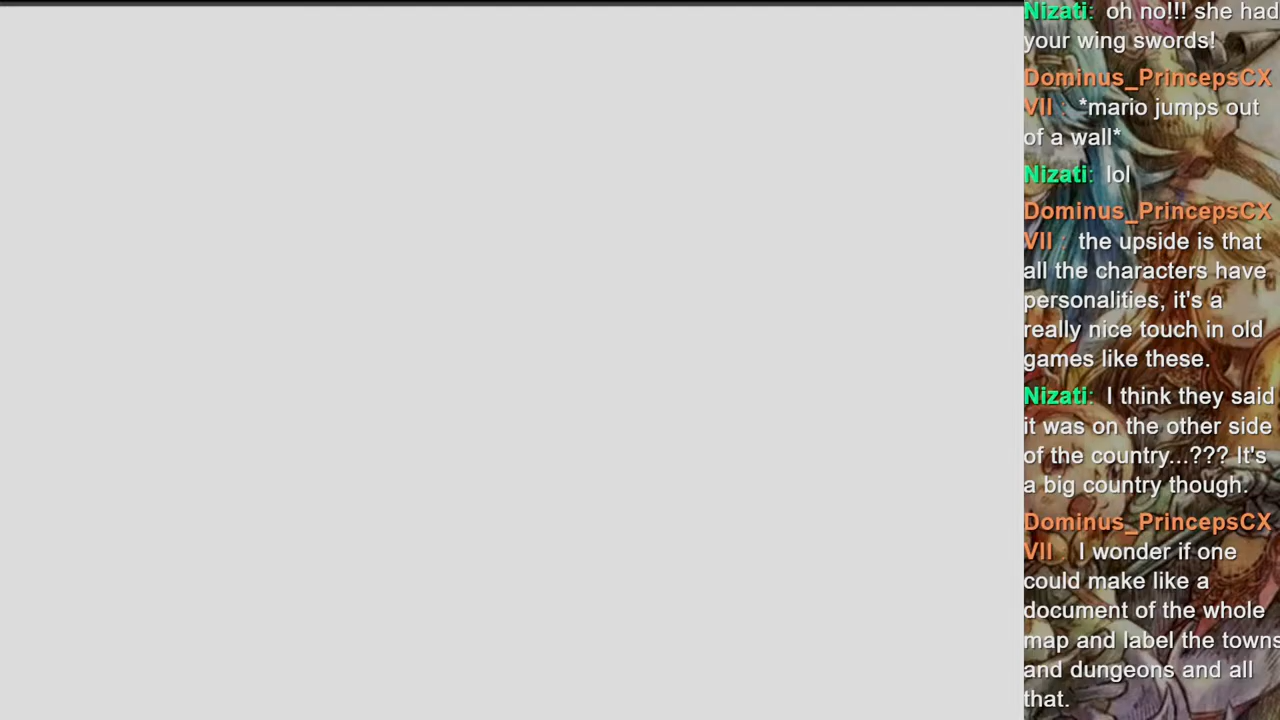 Nizati: oh no!!! she had
your wing swords!
Dominus_PrincepsCX
VII : *mario jumps out
of a wall*
Nizati: lol
Dominus_PrincepsCX
VII : the upside is that
all the characters have
personalities, it's a
really nice touch in old
games like these.
Nizati: I think they said
it was on the other side
of the country...??? It's
a big country though.
Dominus_PrincepsCX
VII : I wonder if one
could make like a
document of the whole
map and label the towns
and dungeons and all
that.